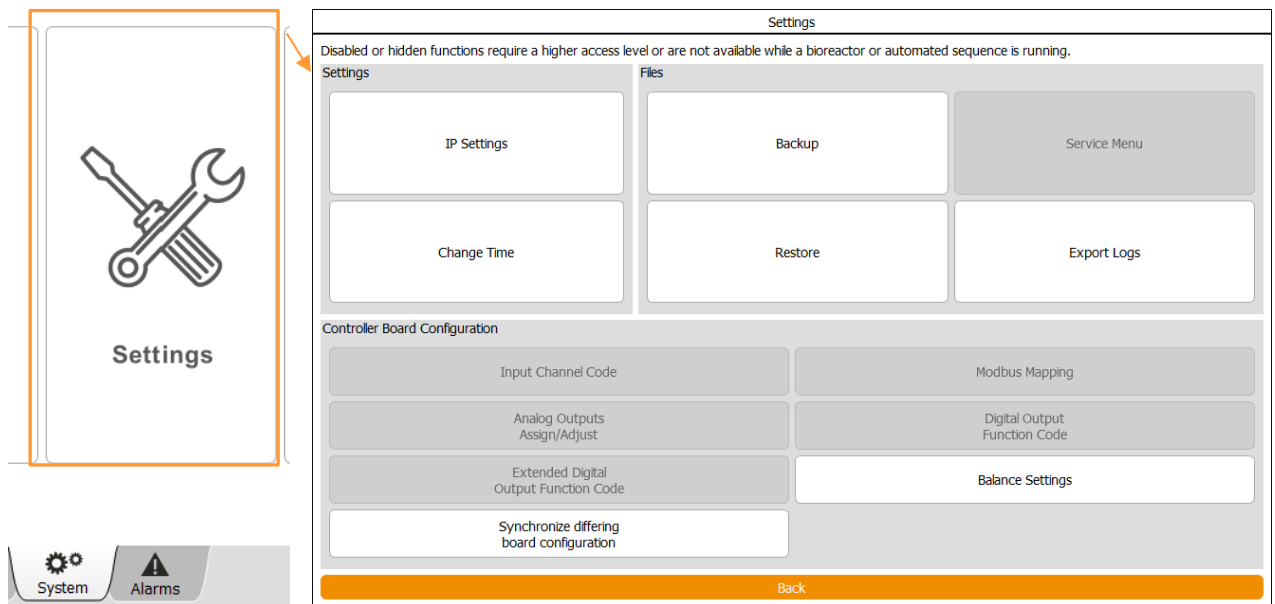 Settings
System
Alarms
Settings
Disabled or hidden functions require a higher access level or are not available while a bioreactor or automated sequence is running.
Settings
Files
IP Settings
Backup
Service Menu
Change Time
Restore
Export Logs
Controller Board Configuration
Input Channel Code
Modbus Mapping
Analog Outputs
Assign/Adjust
Digital Output
Function Code
Extended Digital
Output Function Code
Balance Settings
Synchronize differing
board configuration
Back